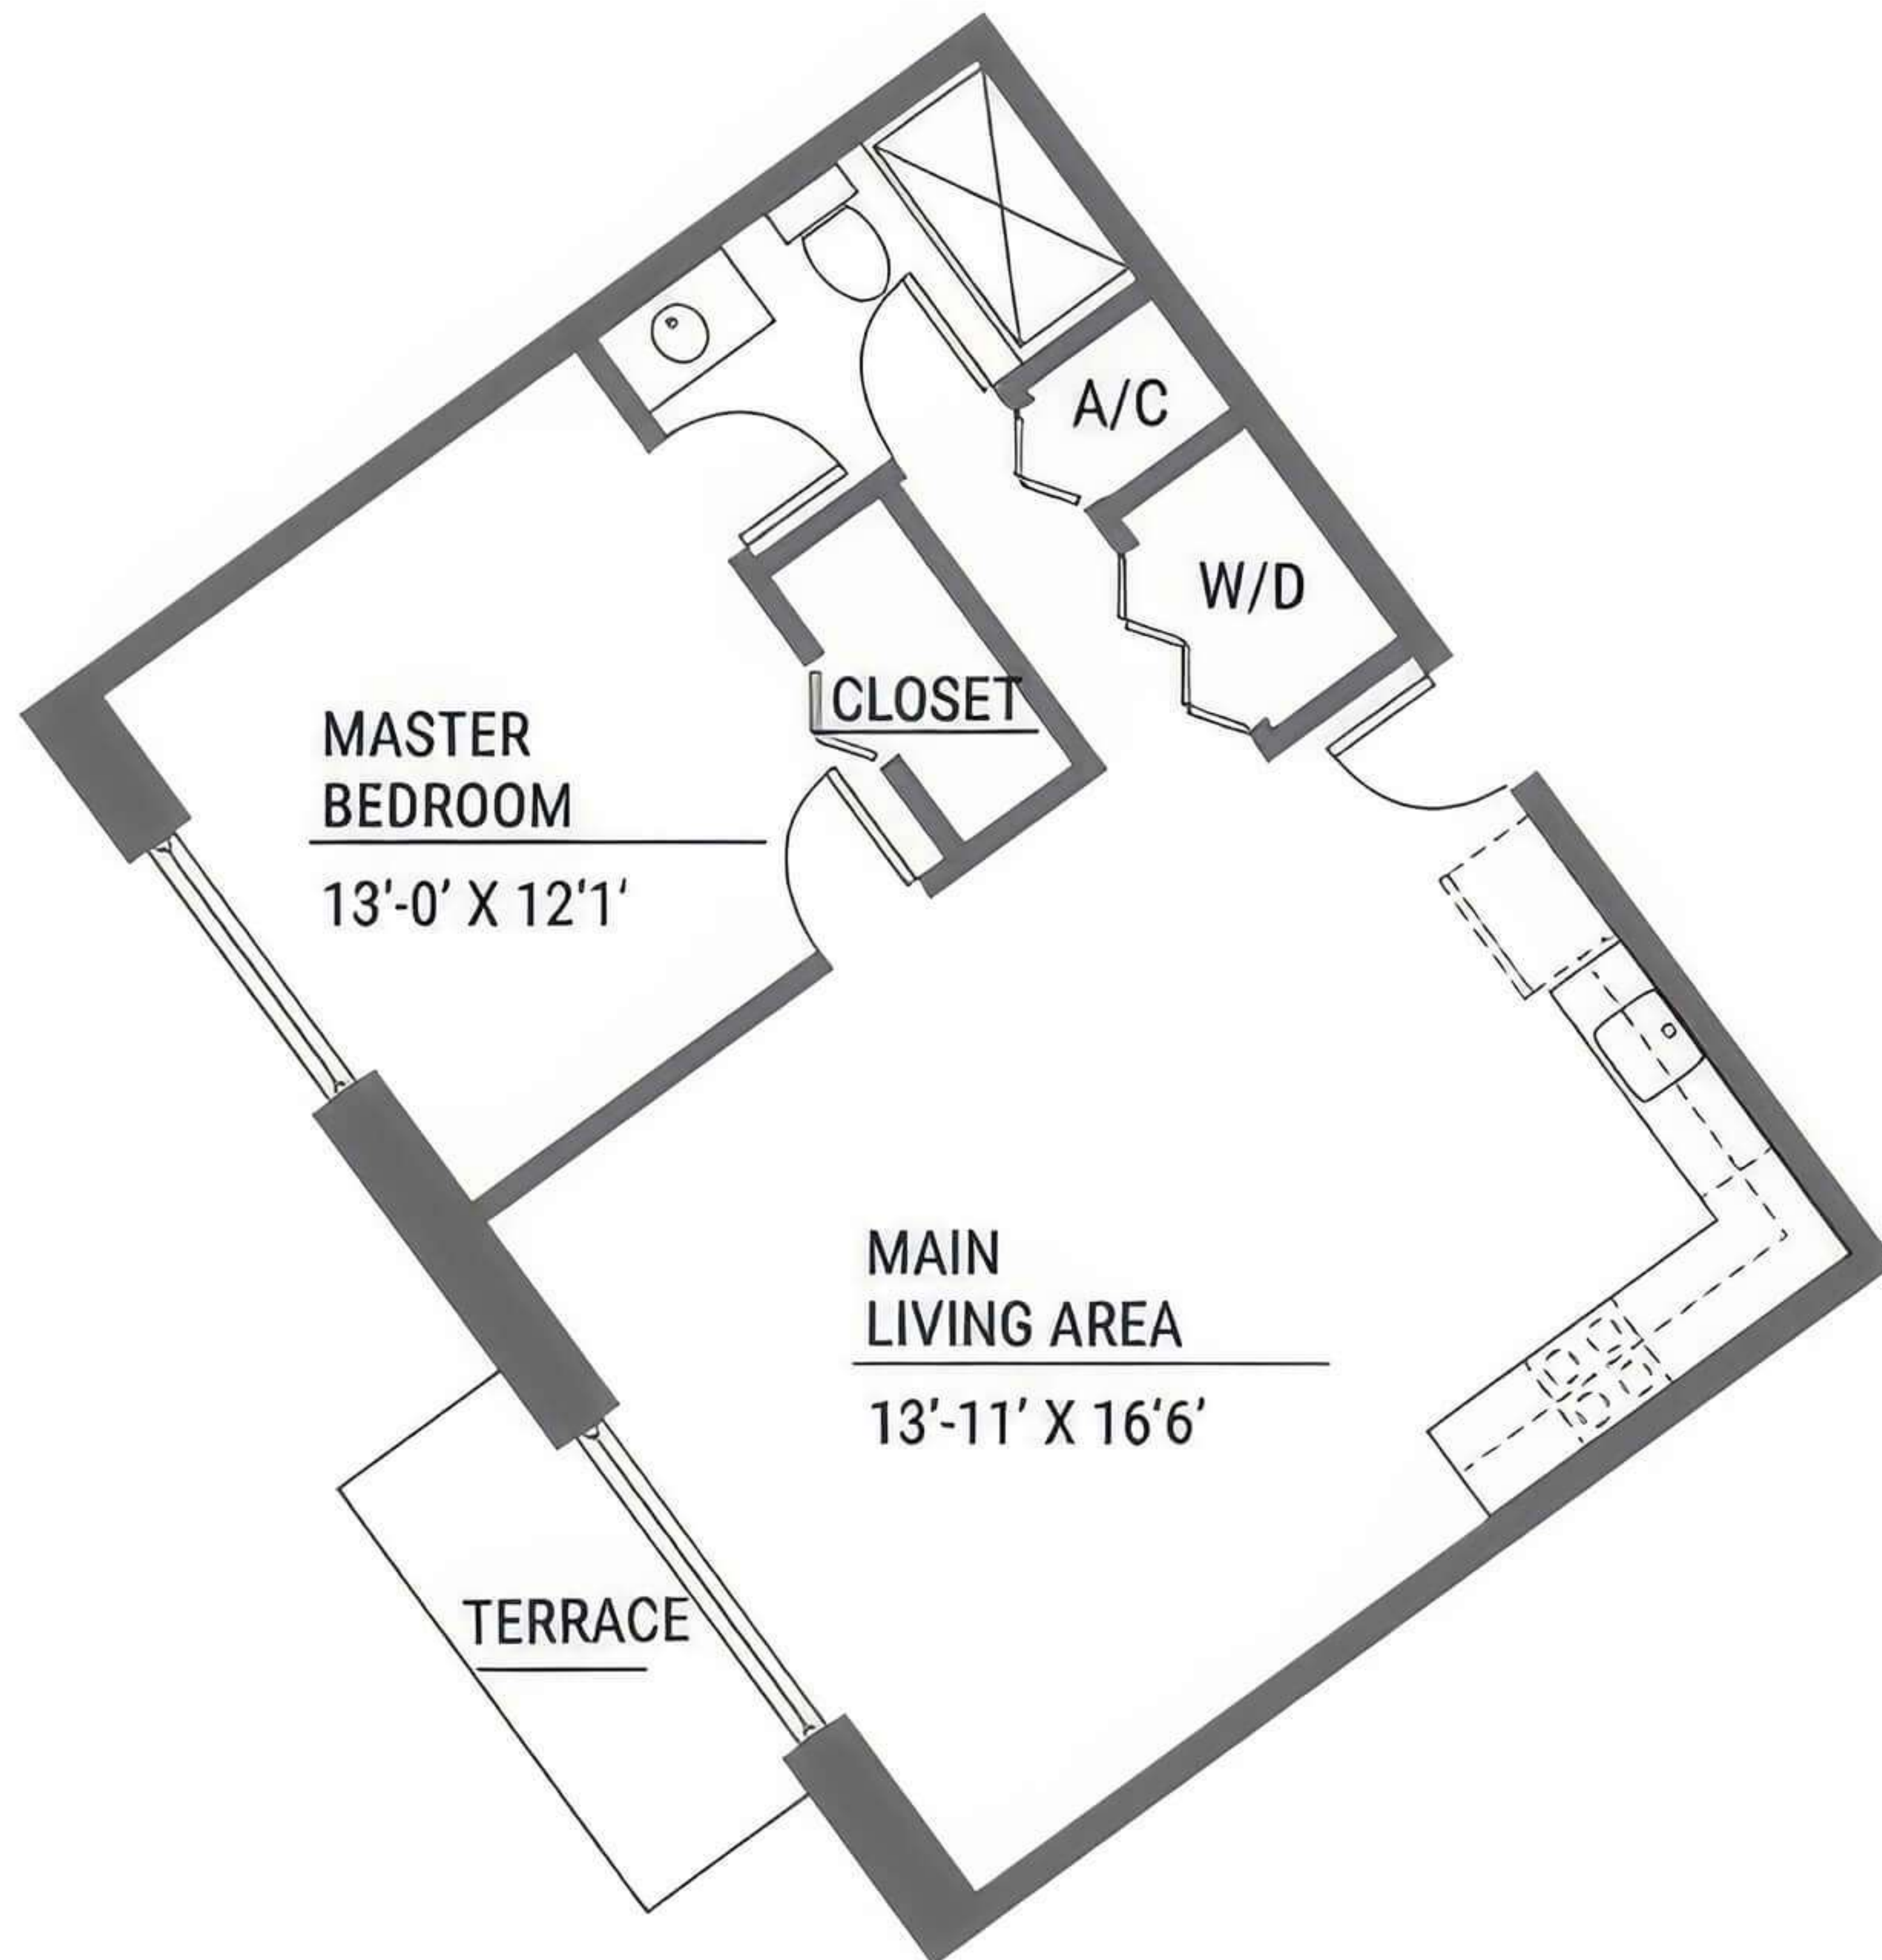 A/C
W/D
CLOSET
MASTER
BEDROOM
13'-0' X 12'1'
MAIN
LIVING AREA
13'-11' X 16'6'
TERRACE